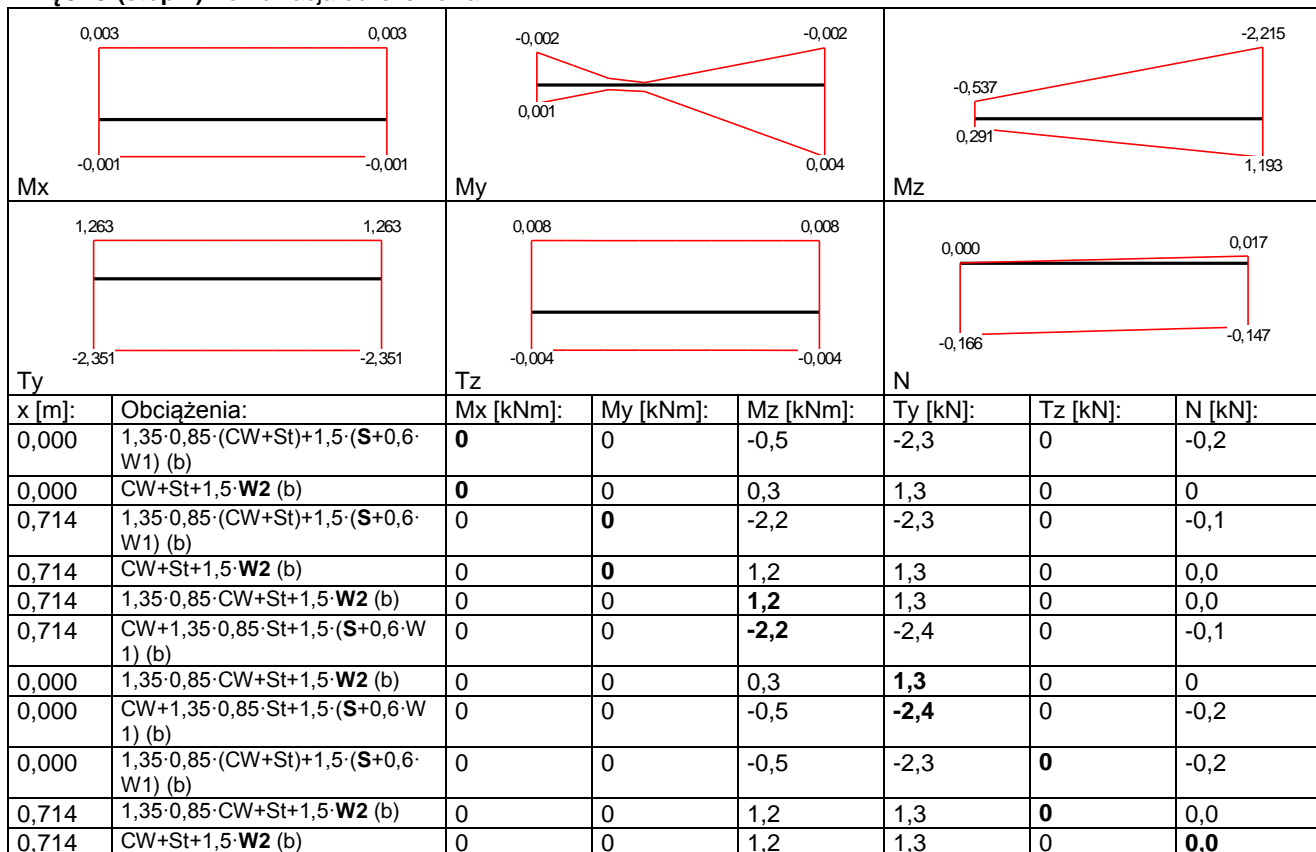 0,003 0,003
-0,001 -0,001
Mx
-0,002 -0,002
0,001 0,004
My
-2,215
-0,537
0,291 1,193
Mz
1,263 1,263
-2,351 -2,351
Ty
0,008 0,008
-0,004 -0,004
Tz
0,000 0,017
-0,166 -0,147
N
x [m]: Obciążenia: Mx [kNm]: My [kNm]: Mz [kNm]: Ty [kN]: Tz [kN]: N [kN]:
0,000 1,35·0,85·(CW+St)+1,5·(S+0,6· 0 0 -0,5 -2,3 0 -0,2
W1) (b)
0,000 CW+St+1,5·W2 (b) 0 0 0,3 1,3 0 0
0,714 1,35·0,85·(CW+St)+1,5·(S+0,6· 0 0 -2,2 -2,3 0 -0,1
W1) (b)
0,714 CW+St+1,5·W2 (b) 0 0 1,2 1,3 0 0,0
0,714 1,35·0,85·CW+St+1,5·W2 (b) 0 0 1,2 1,3 0 0,0
0,714 CW+1,35·0,85·St+1,5·(S+0,6·W 0 0 -2,2 -2,4 0 -0,1
1) (b)
0,000 1,35·0,85·CW+St+1,5·W2 (b) 0 0 0,3 1,3 0 0
0,000 CW+1,35·0,85·St+1,5·(S+0,6·W 0 0 -0,5 -2,4 0 -0,2
1) (b)
0,000 1,35·0,85·(CW+St)+1,5·(S+0,6· 0 0 -0,5 -2,3 0 -0,2
W1) (b)
0,714 1,35·0,85·CW+St+1,5·W2 (b) 0 0 1,2 1,3 0 0,0
0,714 CW+St+1,5·W2 (b) 0 0 1,2 1,3 0 0,0